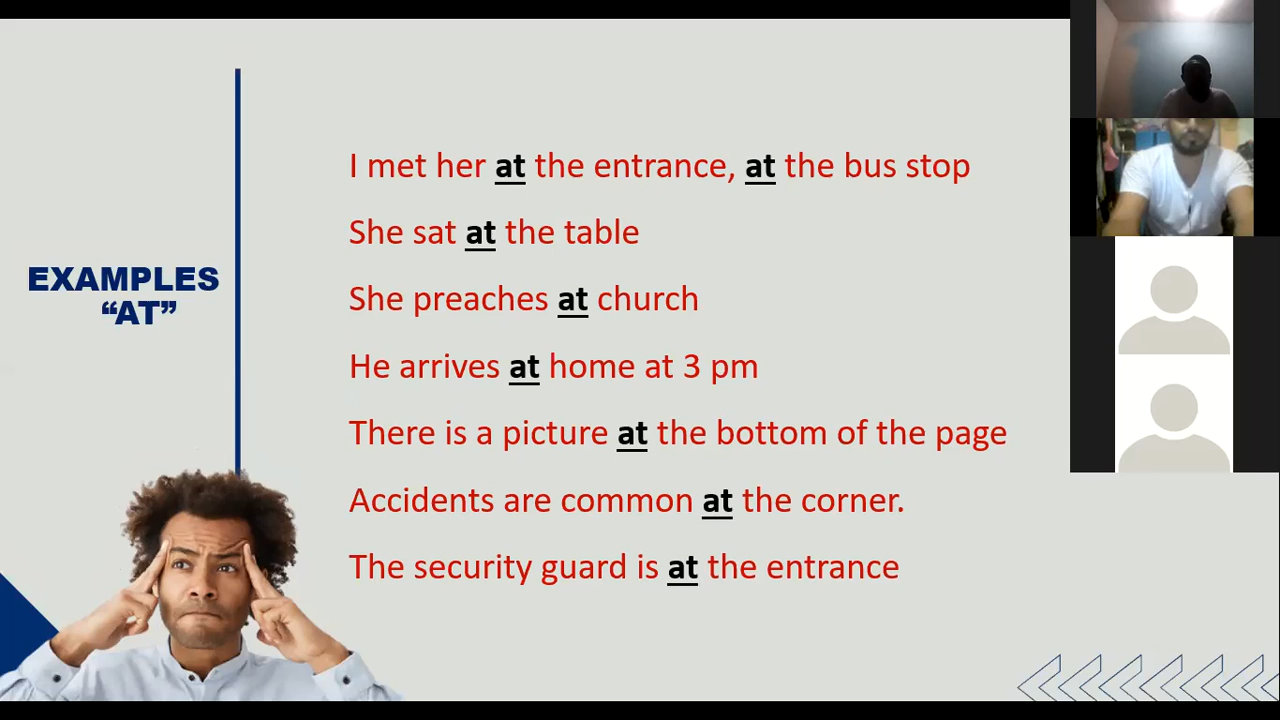 EXAMPLES
“AT”
I met her at the entrance, at the bus stop
She sat at the table
She preaches at church
He arrives at home at 3 pm
There is a picture at the bottom of the page
Accidents are common at the corner.
The security guard is at the entrance